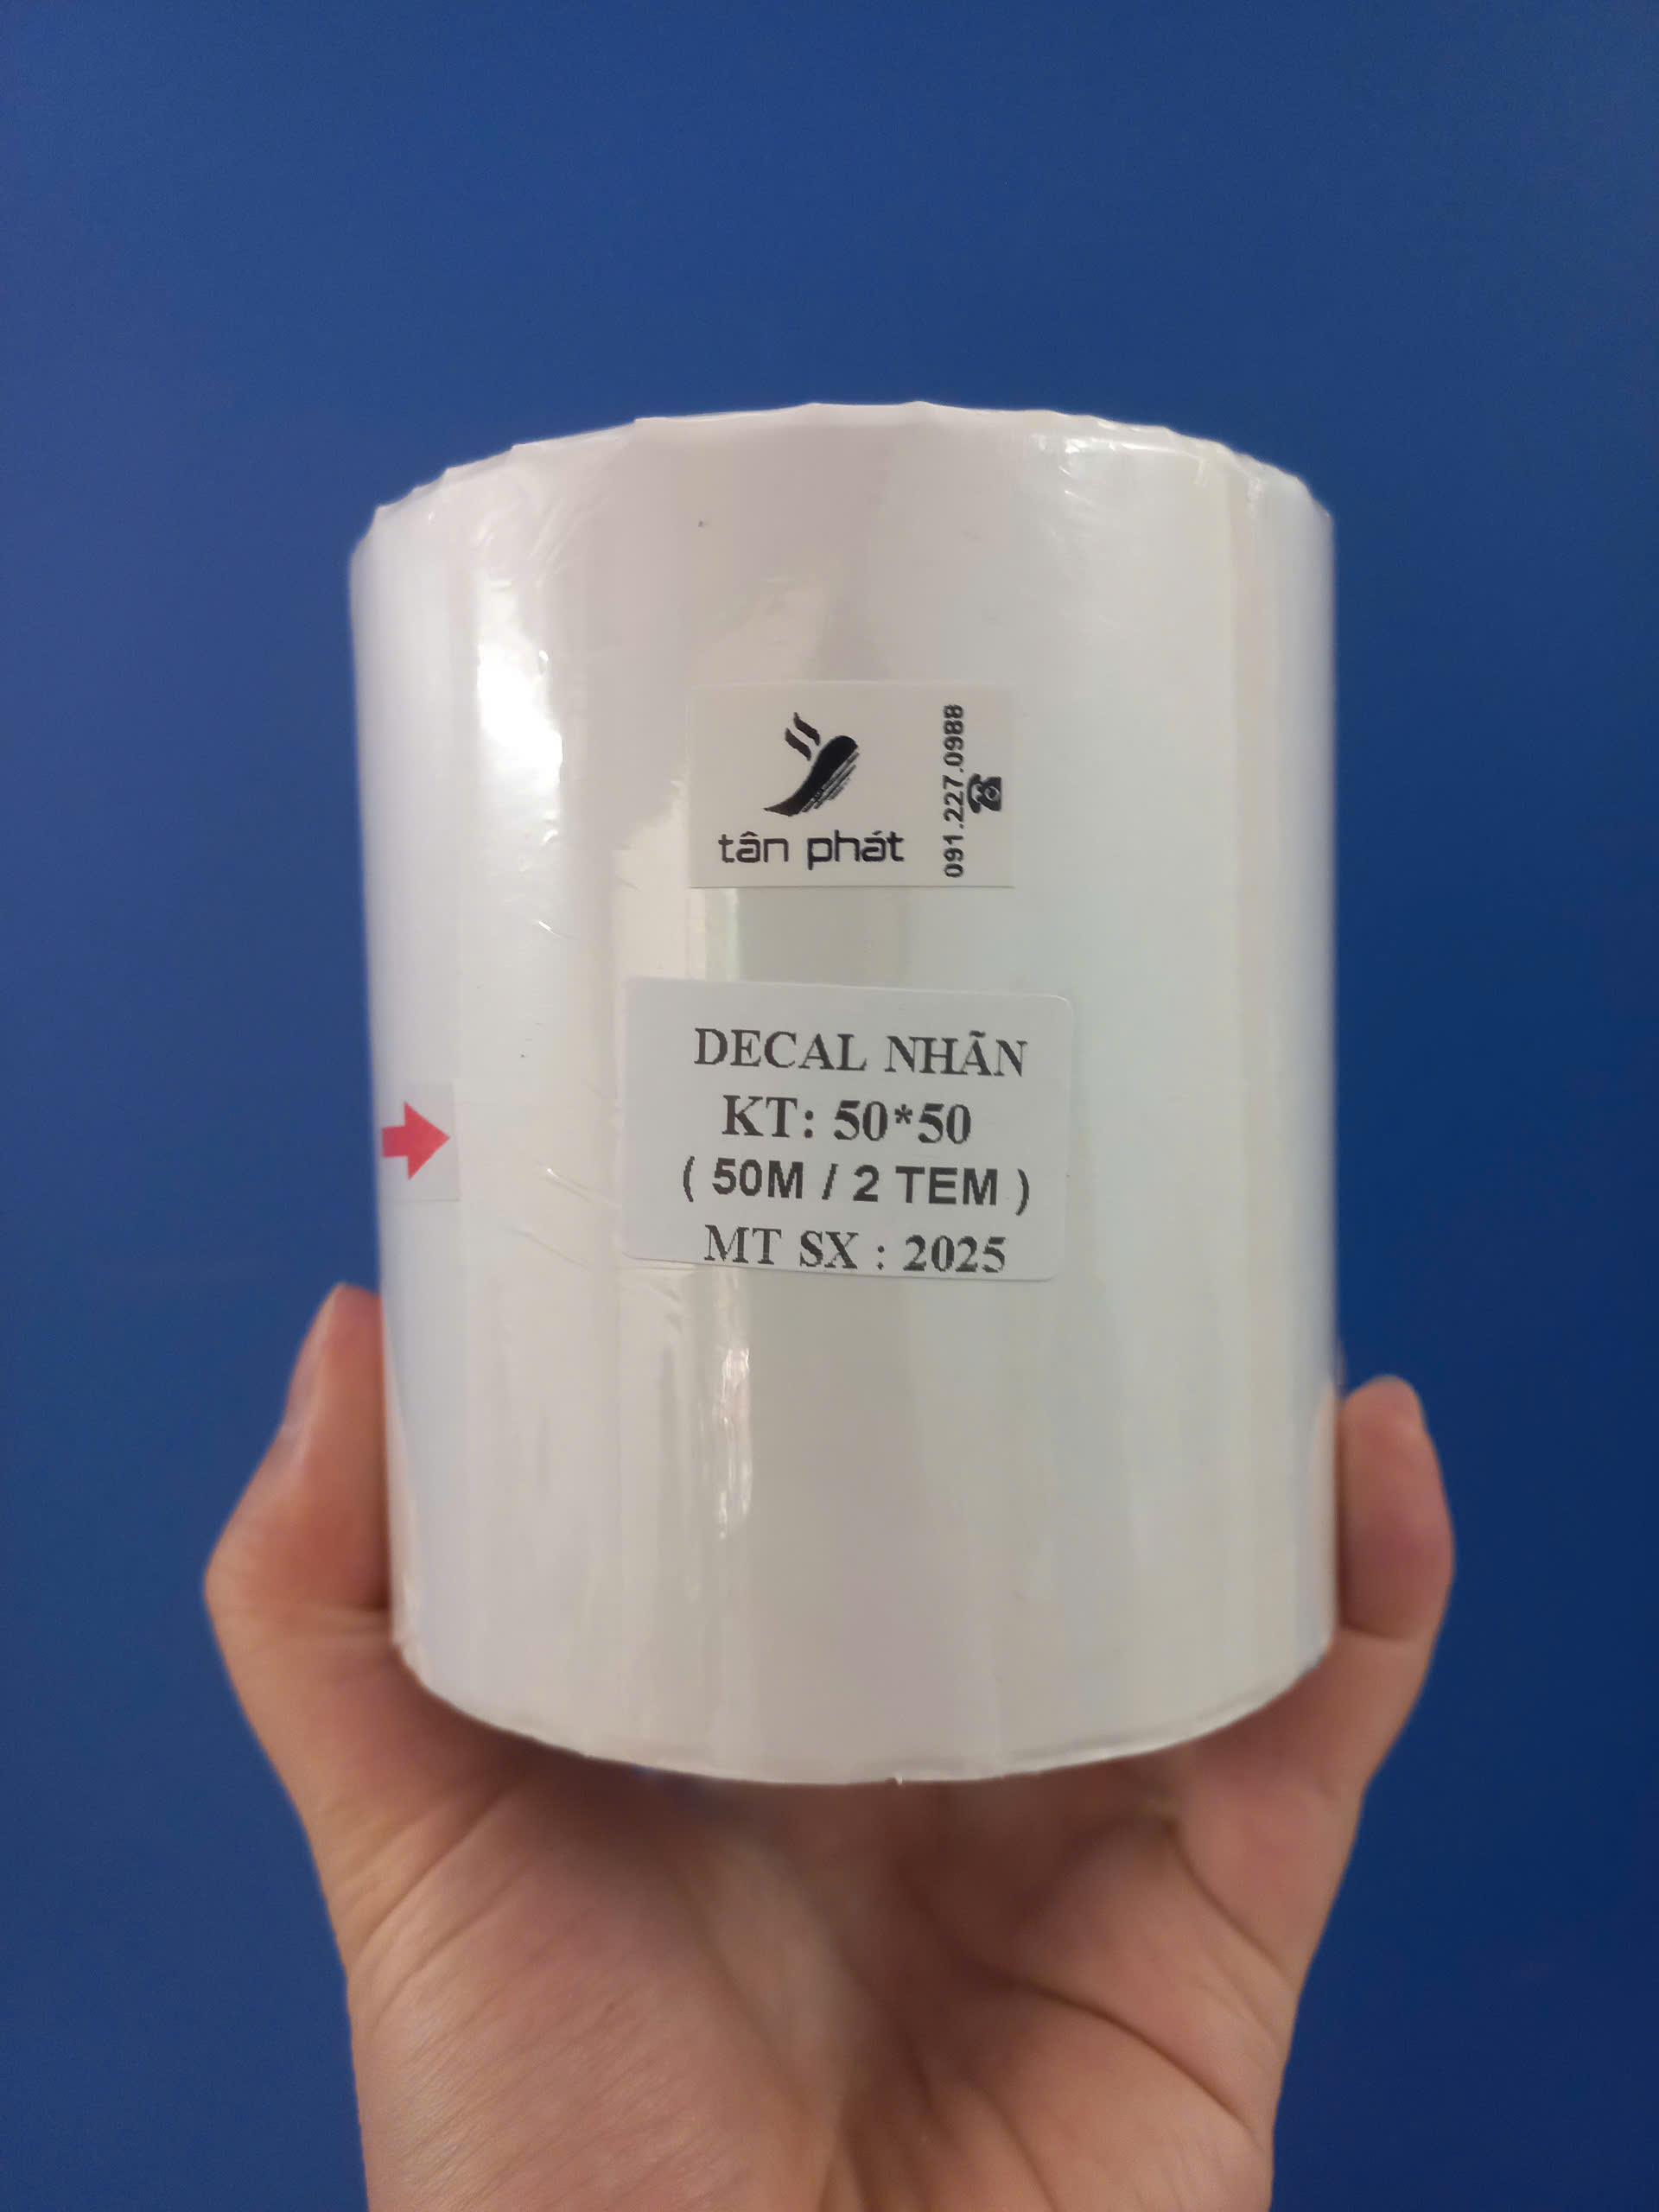 tân phát
091.227.0988
DECAL NHÃN
KT: 50*50
( 50M / 2 TEM )
MT SX : 2025